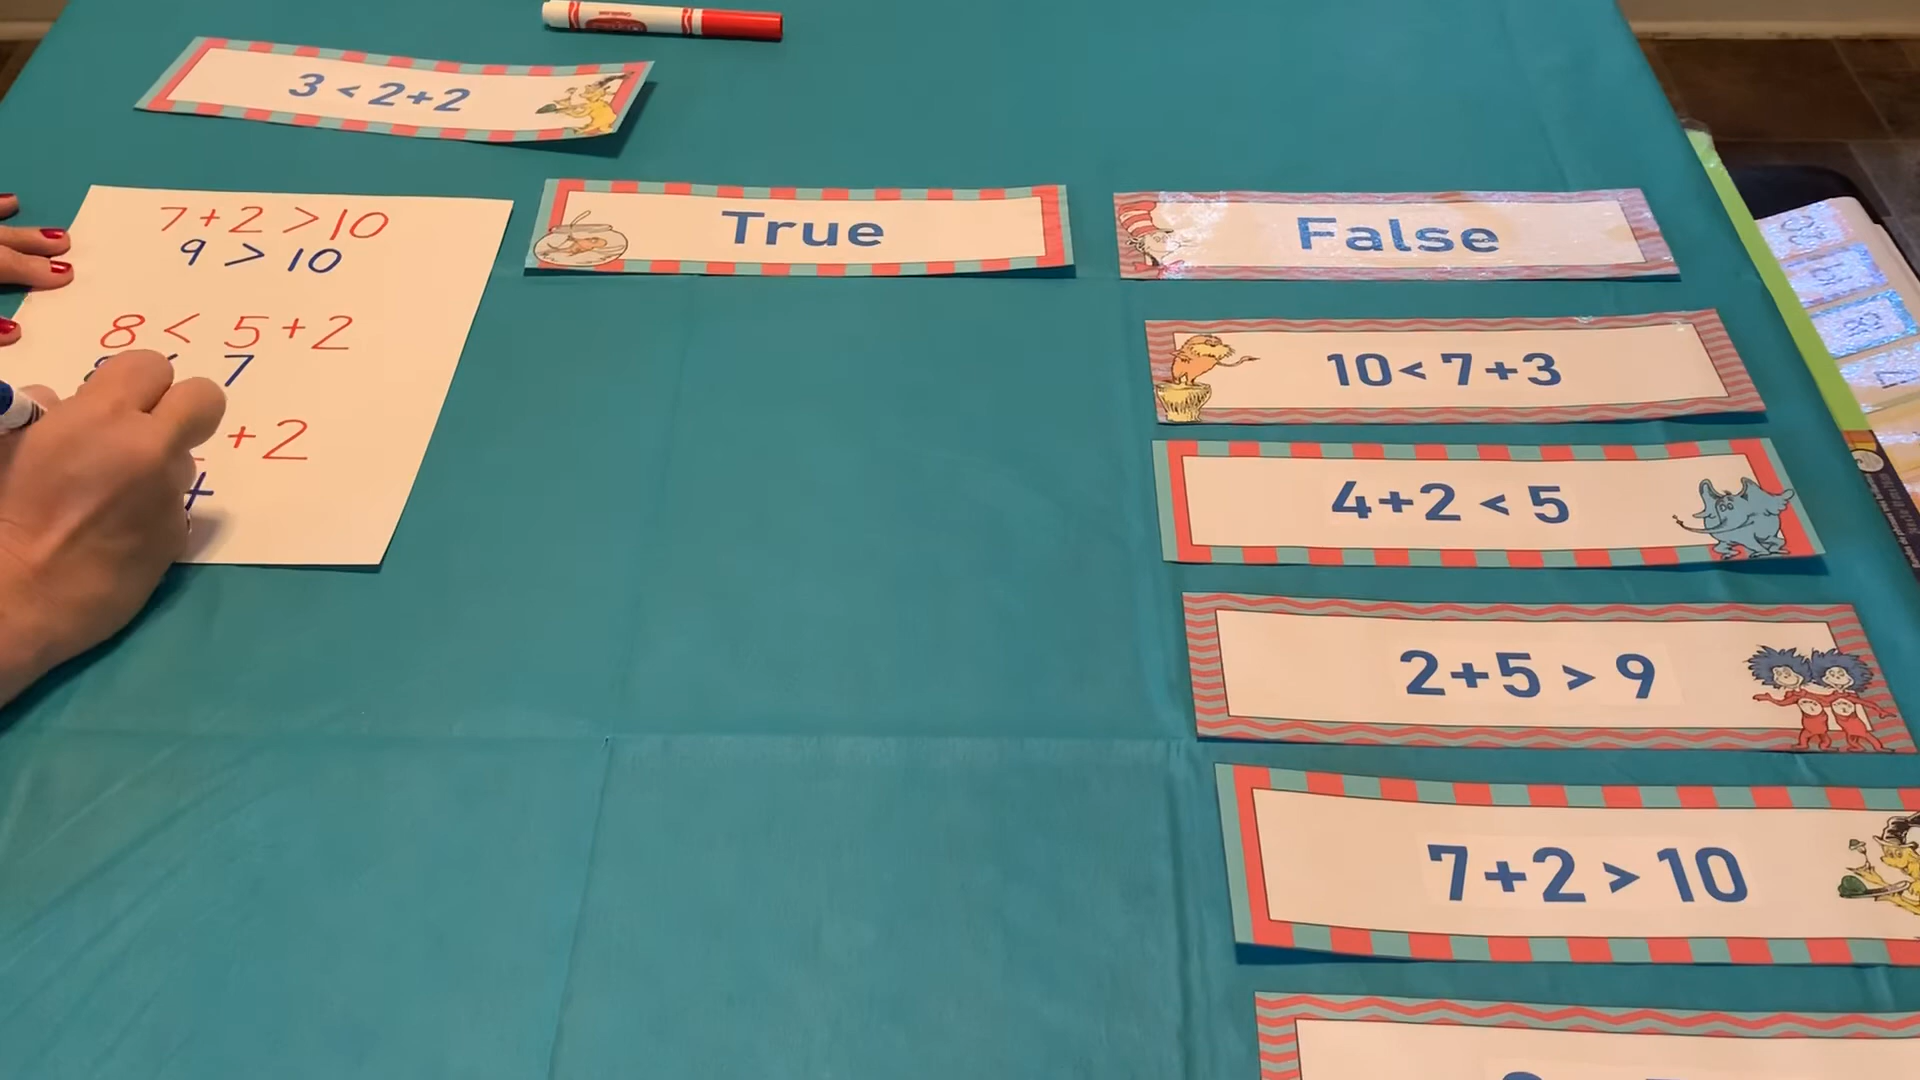 3 < 2+2
7+2 >10
9 > 10
8 < 5+2
7
+2
True
False
10< 7+3
4+2 < 5
2+5 > 9
7+2 > 10